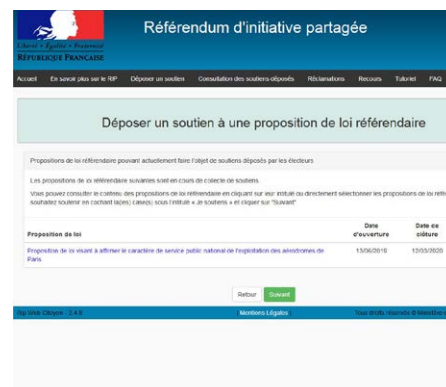 Référendum d'initiative partagée
Liberté • Égalité • Fraternité
RÉPUBLIQUE FRANÇAISE
Accueil En savoir plus sur le RIP Déposer un soutien Consultation des soutiens déposés Réclamations Recours Tutoriel FAQ
Déposer un soutien à une proposition de loi référendaire
Propositions de loi référendaire pouvant actuellement faire l'objet de soutiens déposés par les électeurs
Les propositions de loi référendaire suivantes sont en cours de collecte de soutiens.
Vous pouvez consulter le contenu des propositions de loi référendaire en cliquant sur leur intitulé ou directement sélectionner les propositions de loi
souhaitez soutenir en cochant la(les) case(s) sous l'intitulé « Je soutiens » et cliquer sur "Suivant"
Date Date de
Proposition de loi d'ouverture clôture
Proposition de loi visant à affirmer le caractère de service public national de l'exploitation des aérodromes de 13/06/2019 12/03/2020
Paris
Retour Suivant
Mentions Légales Tous droits réservés © Ministère